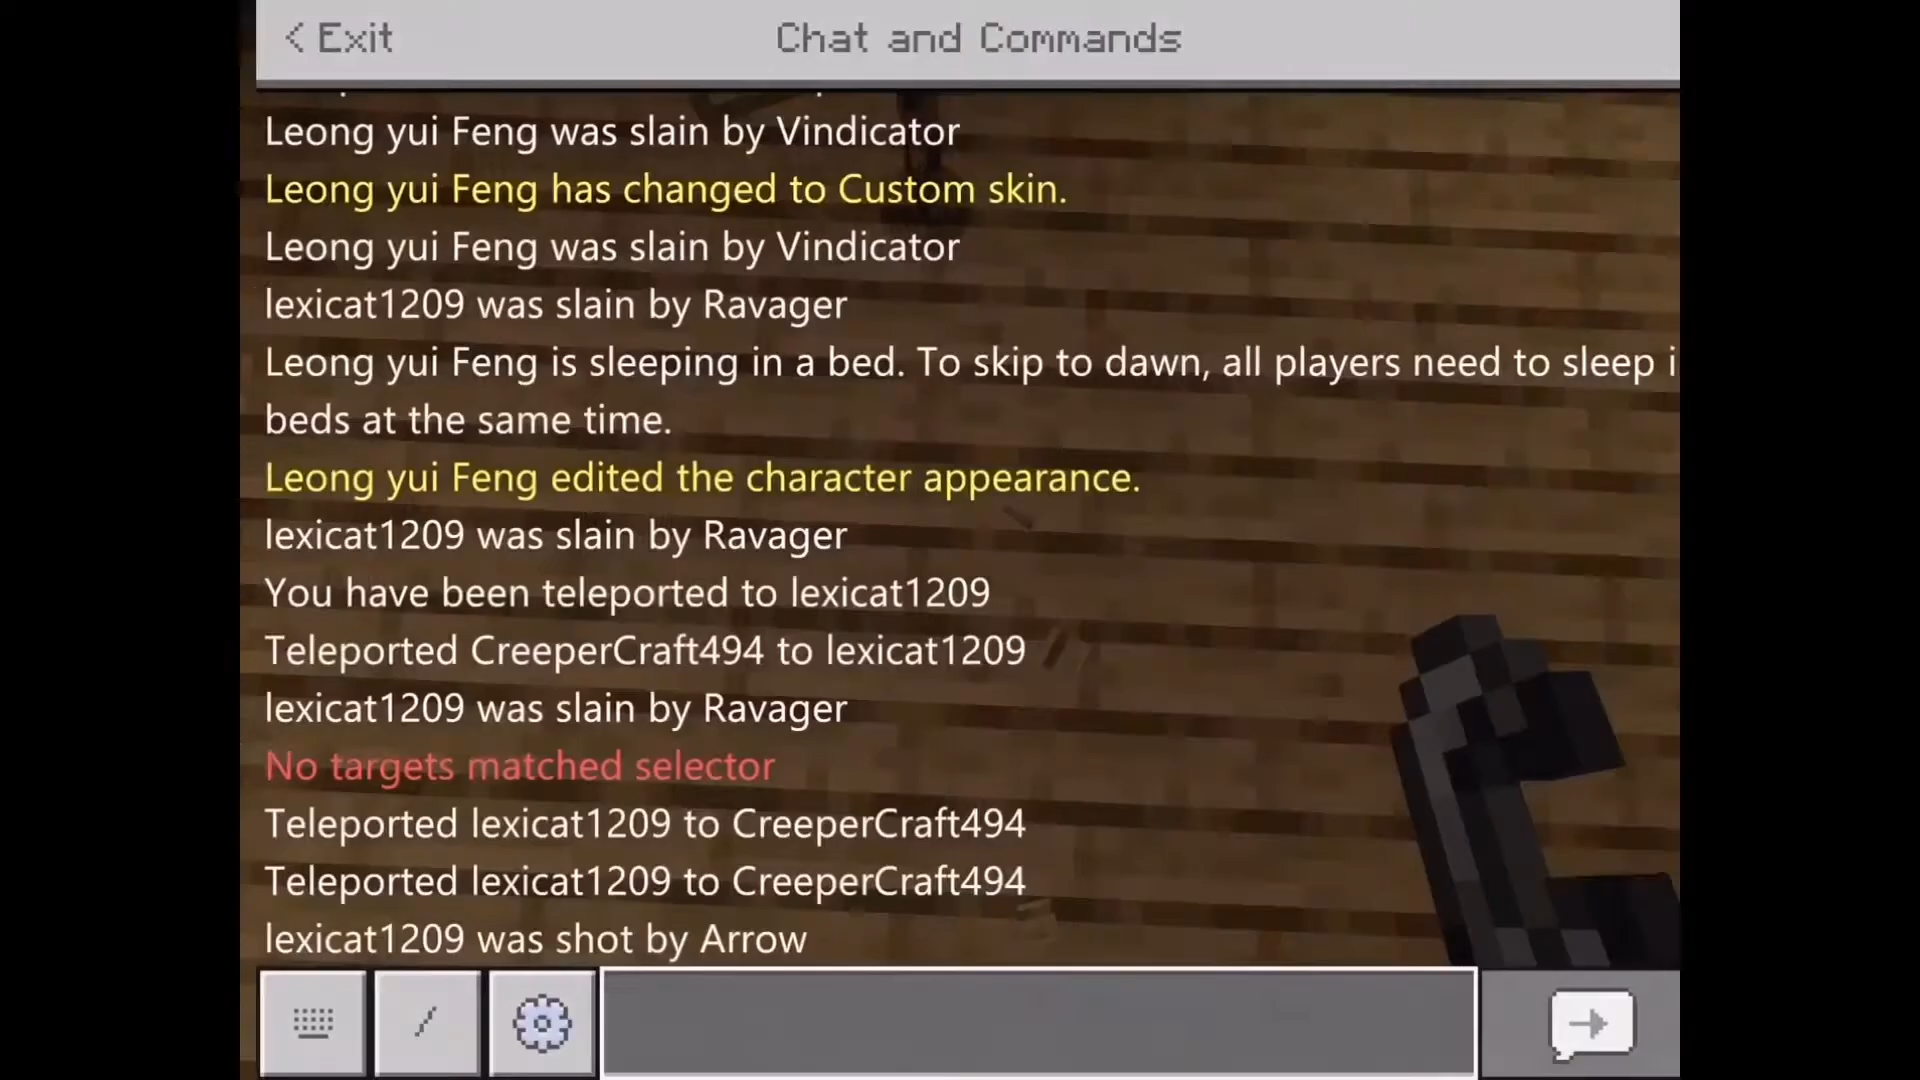 < Exit
Chat and Commands
Leong yui Feng was slain by Vindicator
Leong yui Feng has changed to Custom skin.
Leong yui Feng was slain by Vindicator
lexicat1209 was slain by Ravager
Leong yui Feng is sleeping in a bed. To skip to dawn, all players need to sleep i
beds at the same time.
Leong yui Feng edited the character appearance.
lexicat1209 was slain by Ravager
You have been teleported to lexicat1209
Teleported CreeperCraft494 to lexicat1209
lexicat1209 was slain by Ravager
No targets matched selector
Teleported lexicat1209 to CreeperCraft494
Teleported lexicat1209 to CreeperCraft494
lexicat1209 was shot by Arrow
/